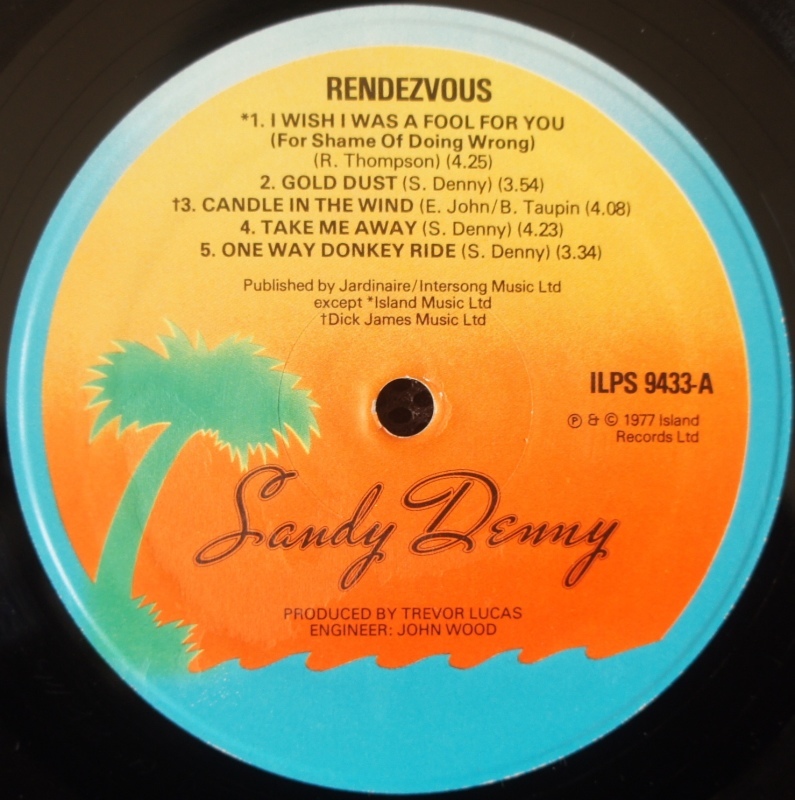 RENDEZVOUS
*1. I WISH I WAS A FOOL FOR YOU
(For Shame Of Doing Wrong)
(R. Thompson) (4.25)
2. GOLD DUST (S. Denny) (3.54)
†3. CANDLE IN THE WIND (E. John/B. Taupin (4.08)
4. TAKE ME AWAY (S. Denny) (4.23)
5. ONE WAY DONKEY RIDE (S. Denny) (3.34)
Published by Jardinaire/Intersong Music Ltd
except *Island Music Ltd
†Dick James Music Ltd
ILPS 9433-A
℗ & © 1977 Island
Records Ltd
Sandy Denny
PRODUCED BY TREVOR LUCAS
ENGINEER: JOHN WOOD